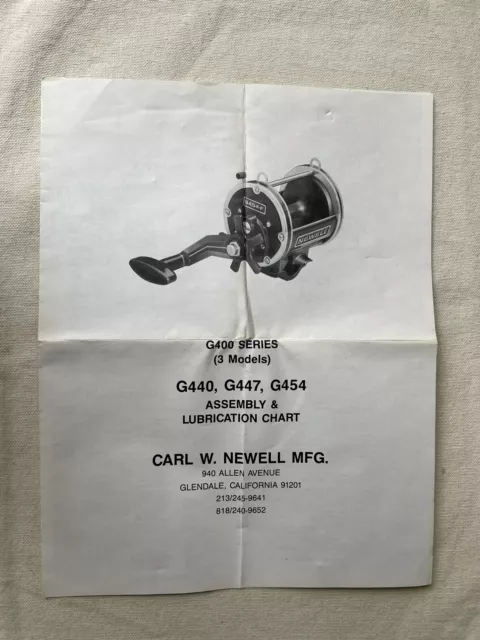 NEWELL
G400 SERIES
(3 Models)
G440, G447, G454
ASSEMBLY &
LUBRICATION CHART
CARL W. NEWELL MFG.
940 ALLEN AVENUE
GLENDALE, CALIFORNIA 91201
213/245-9641
818/240-9652